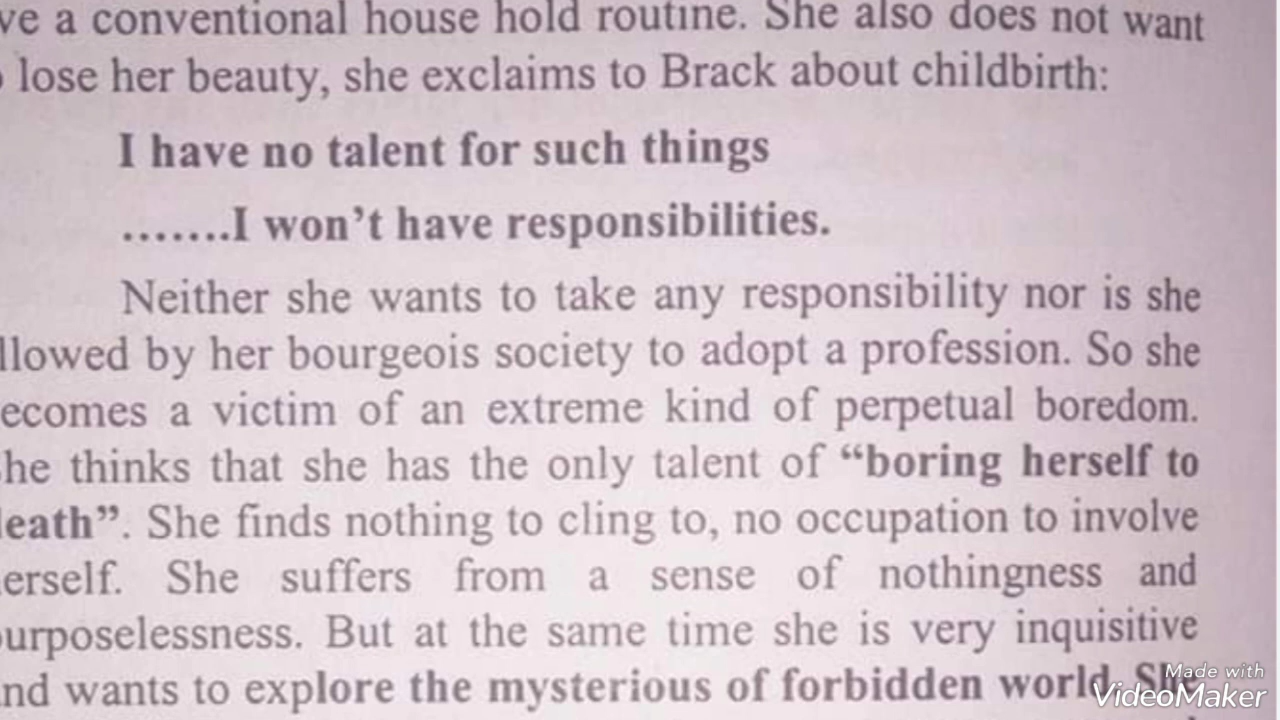 ve a conventional house hold routine. She also does not want
lose her beauty, she exclaims to Brack about childbirth:
I have no talent for such things
.......I won't have responsibilities.
Neither she wants to take any responsibility nor is she
llowed by her bourgeois society to adopt a profession. So she
ecomes a victim of an extreme kind of perpetual boredom.
he thinks that she has the only talent of “boring herself to
eath”. She finds nothing to cling to, no occupation to involve
erself. She suffers from a sense of nothingness and
urposelessness. But at the same time she is very inquisitive
nd wants to explore the mysterious of forbidden world. She
Made with
VideoMaker